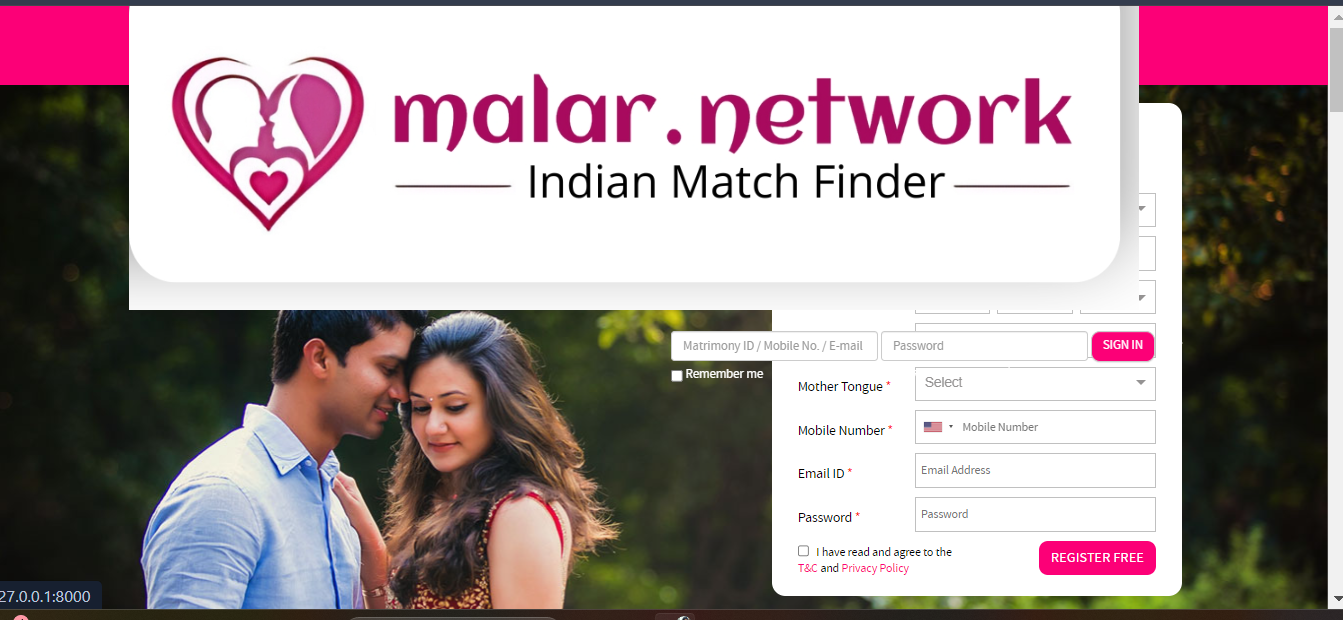 malar.network
Indian Match Finder
Matrimony ID / Mobile No. / E-mail
Password
SIGN IN
Remember me
Mother Tongue *
Select
Mobile Number *
Mobile Number
Email ID *
Email Address
Password *
Password
I have read and agree to the
T&C and Privacy Policy
REGISTER FREE
27.0.0.1:8000